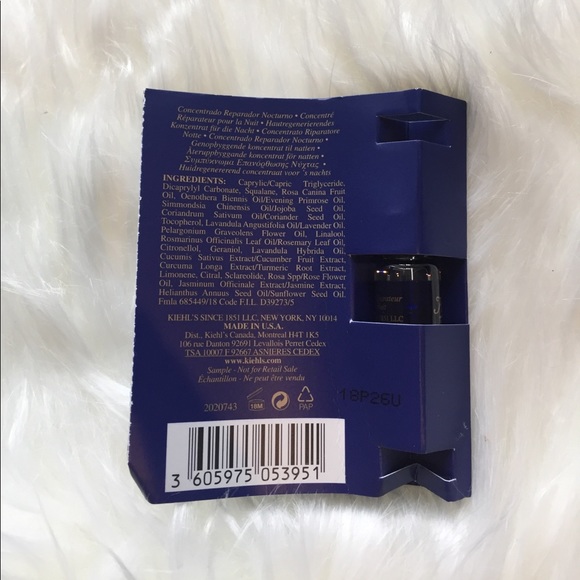 Concentrado Reparador Nocturno • Concentré
Réparateur pour la Nuit • Hautregenerierendes
Konzentrat für die Nacht • Concentrato Riparatore
Notte • Concentrado Reparador Nocturno •
Genopbyggende koncentrat til natten •
Återuppbyggande koncentrat för natten •
Συμπύκνωμα Επανόρθωσης Νύχτας •
Huidregenererend concentraat voor 's nachts
INGREDIENTS: Caprylic/Capric Triglyceride,
Dicaprylyl Carbonate, Squalane, Rosa Canina Fruit
Oil, Oenothera Biennis Oil/Evening Primrose Oil,
Simmondsia Chinensis Oil/Jojoba Seed Oil,
Coriandrum Sativum Oil/Coriander Seed Oil,
Tocopherol, Lavandula Angustifolia Oil/Lavender Oil,
Pelargonium Graveolens Flower Oil, Linalool,
Rosmarinus Officinalis Leaf Oil/Rosemary Leaf Oil,
Citronellol, Geraniol, Lavandula Hybrida Oil,
Cucumis Sativus Extract/Cucumber Fruit Extract,
Curcuma Longa Extract/Turmeric Root Extract,
Limonene, Citral, Sclareolide, Rosa Spp/Rose Flower
Oil, Jasminum Officinale Extract/Jasmine Extract,
Helianthus Annuus Seed Oil/Sunflower Seed Oil.
Fmla 685449/18 Code F.I.L. D39273/5
KIEHL'S SINCE 1851 LLC, NEW YORK, NY 10014
MADE IN U.S.A.
Dist. Kiehl's Canada, Montreal H4T 1K5
106 rue Danton 92691 Levallois Perret Cedex
TSA 10007 F 92667 ASNIERES CEDEX
www.kiehls.com
Sample - Not for Retail Sale
Échantillon - Ne peut être vendu
2020743
18M
PAP
18P26U
LLC
3 605975 053951